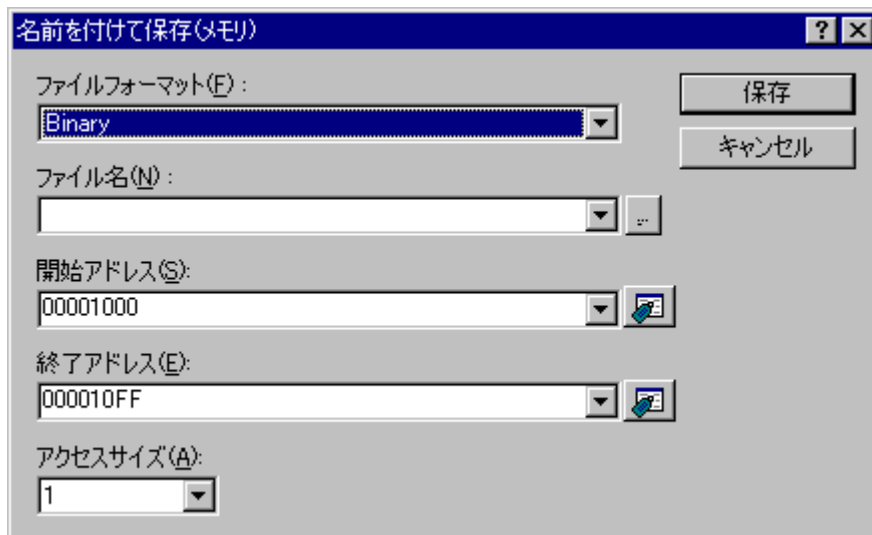 名前を付けて保存(メモリ)
ファイルフォーマット(F) :
Binary
保存
キャンセル
ファイル名(N) :
...
開始アドレス(S):
00001000
終了アドレス(E):
000010FF
アクセスサイズ(A):
1